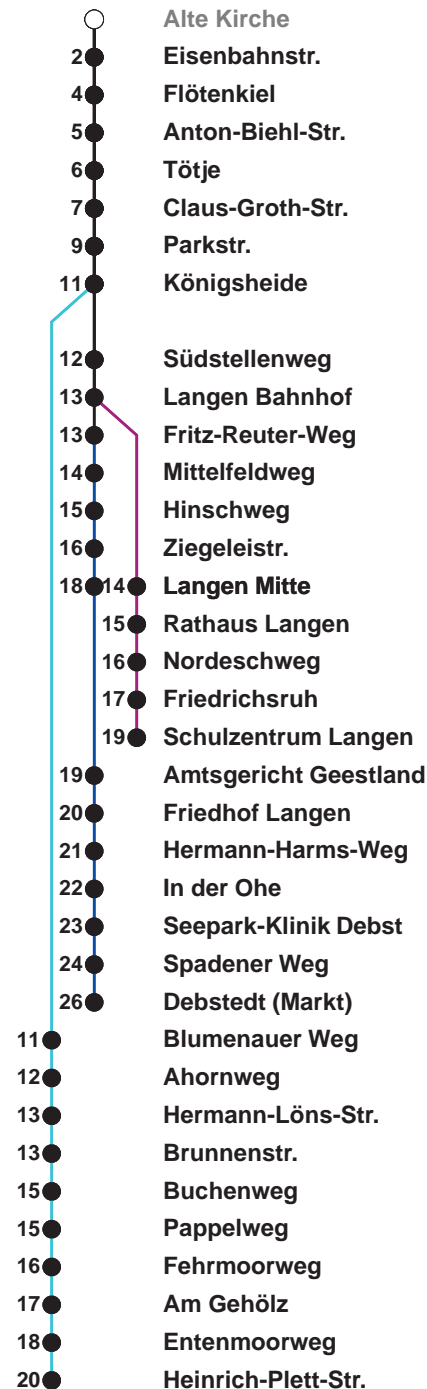 Alte Kirche
2 Eisenbahnstr.
4 Flötenkiel
5 Anton-Biehl-Str.
6 Tötje
7 Claus-Groth-Str.
9 Parkstr.
11 Königsheide
12 Südstellenweg
13 Langen Bahnhof
13 Fritz-Reuter-Weg
14 Mittelfeldweg
15 Hinschweg
16 Ziegeleistr.
18 14 Langen Mitte
15 Rathaus Langen
16 Nordeschweg
17 Friedrichsruh
19 Schulzentrum Langen
19 Amtsgericht Geestland
20 Friedhof Langen
21 Hermann-Harms-Weg
22 In der Ohe
23 Seepark-Klinik Debst
24 Spadener Weg
26 Debstedt (Markt)
11 Blumenauer Weg
12 Ahornweg
13 Hermann-Löns-Str.
13 Brunnenstr.
15 Buchenweg
15 Pappelweg
16 Fehrmoorweg
17 Am Gehölz
18 Entenmoorweg
20 Heinrich-Plett-Str.